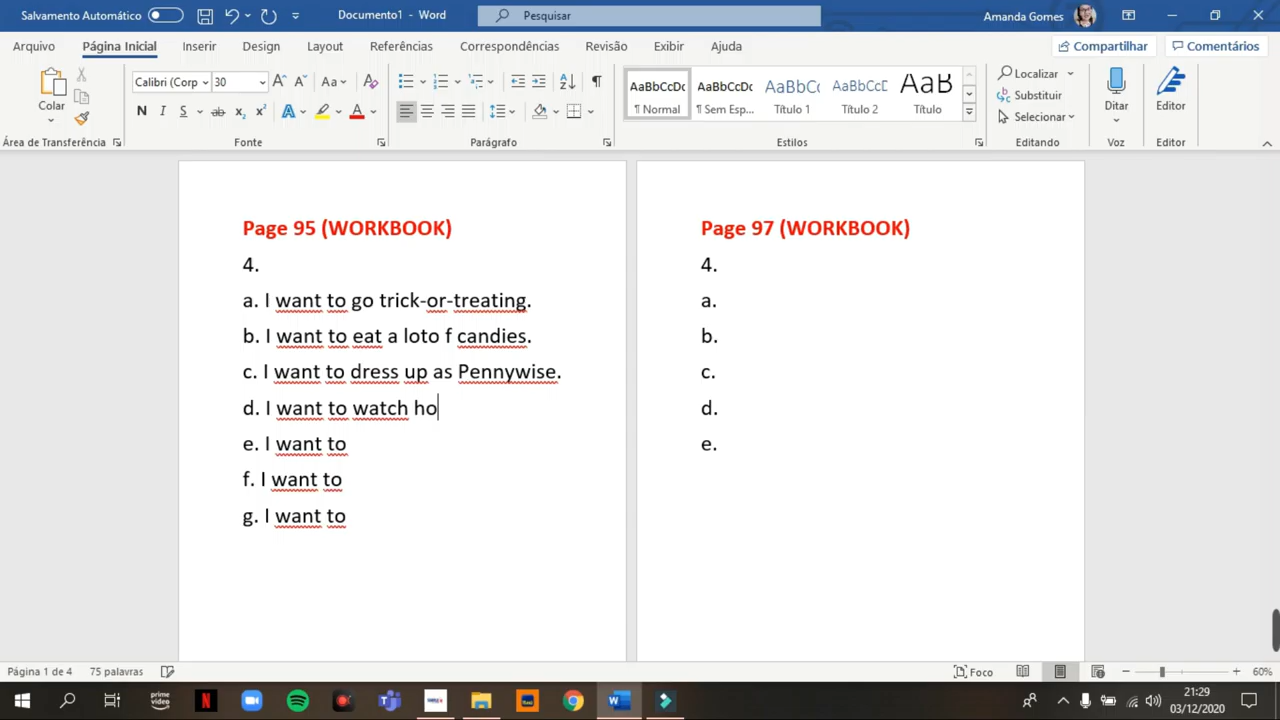 Salvamento Automático
Documento1 - Word
Pesquisar
Amanda Gomes
Arquivo Página Inicial Inserir Design Layout Referências Correspondências Revisão Exibir Ajuda
Compartilhar Comentários
Colar
Calibri (Corp 30
AaBbCcDc AaBbCcDc AaBbCc AaBbCcD AaB
¶ Normal ¶ Sem Esp... Título 1 Título 2 Título
Localizar
Substituir
Selecionar
Ditar
Editor
Área de Transferência Fonte Parágrafo Estilos Editando Voz Editor
Page 95 (WORKBOOK)
4.
a. I want to go trick-or-treating.
b. I want to eat a loto f candies.
c. I want to dress up as Pennywise.
d. I want to watch ho
e. I want to
f. I want to
g. I want to
Page 97 (WORKBOOK)
4.
a.
b.
c.
d.
e.
Página 1 de 4 75 palavras
Foco
60%
prime video
21:29
03/12/2020